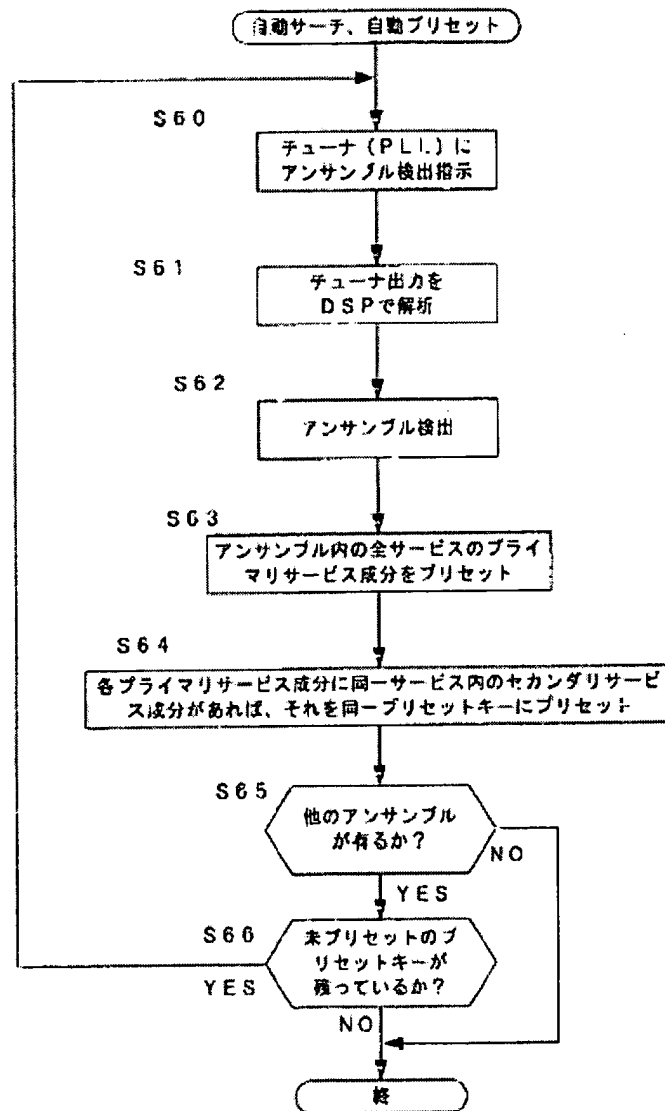 自動サーチ、自動プリセット
S60
チューナ(PLL)に
アンサンブル検出指示
S61
チューナ出力を
DSPで解析
S62
アンサンブル検出
S63
アンサンブル内の全サービスのプライ
マリサービス成分をプリセット
S64
各プライマリサービス成分に同一サービス内のセカンダリサービ
ス成分があれば、それを同一プリセットキーにプリセット
S65
他のアンサンブル
が有るか?
NO
YES
S66
未プリセットのプ
リセットキーが
残っているか?
YES
NO
終